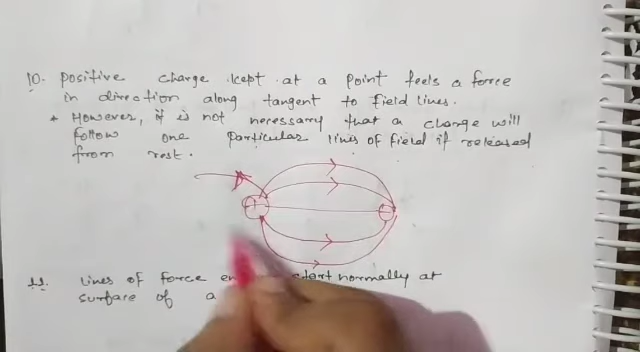 10. Positive charge kept at a point feels a force
in direction along tangent to field lines.
* However, it is not necessary that a charge will
follow one particular lines of field if released
from rest.
+ -
11. Lines of force en start normally at
surface of a